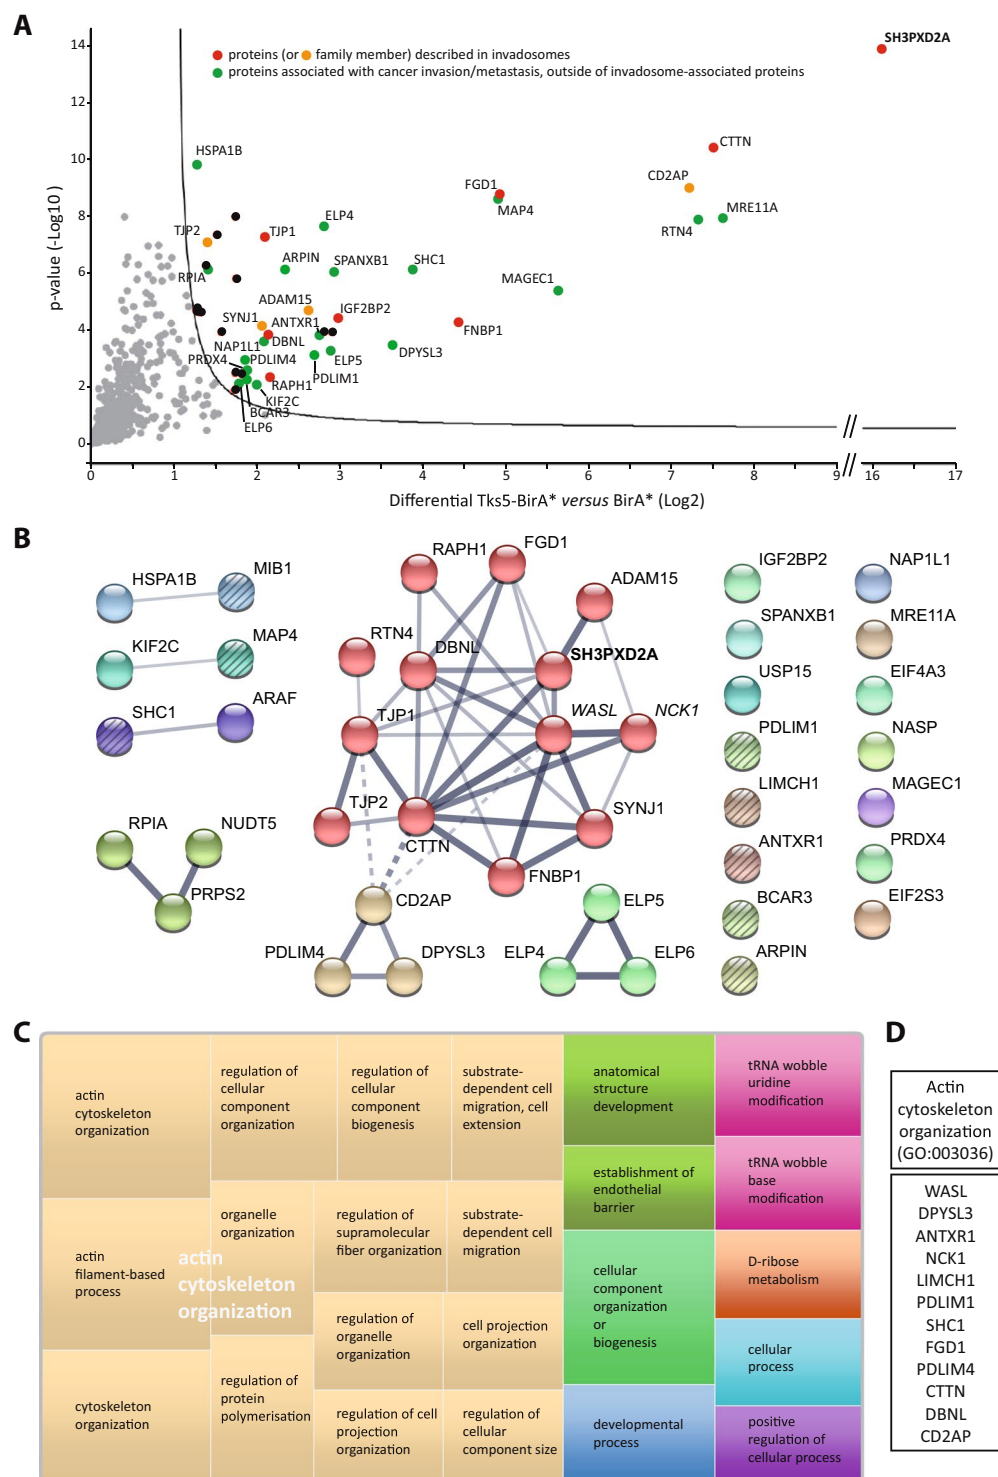 A
p-value (-Log10)
14
12
10
8
6
4
2
0
proteins (or family member) described in invadosomes
proteins associated with cancer invasion/metastasis, outside of invadosome-associated proteins
SH3PXD2A
HSPA1B
CTTN
CD2AP
FGD1
MAP4
MRE11A
RTN4
TJP2
TJP1
ELP4
RPIA
ARPIN
SPANXB1
SHC1
MAGEC1
ADAM15
SYNJ1
ANTXR1
IGF2BP2
FNBP1
NAP1L1
DBNL
ELP5
DPYSL3
PRDX4
PDLIM4
PDLIM1
RAPH1
KIF2C
BCAR3
ELP6
0 1 2 3 4 5 6 7 8 9 16 17
Differential Tks5-BirA* versus BirA* (Log2)
B
HSPA1B
MIB1
KIF2C
MAP4
SHC1
ARAF
RPIA
NUDT5
PRPS2
RAPH1
FGD1
ADAM15
RTN4
DBNL
SH3PXD2A
TJP1
WASL
NCK1
TJP2
CTTN
SYNJ1
FNBP1
CD2AP
PDLIM4
DPYSL3
ELP5
ELP4
ELP6
IGF2BP2
NAP1L1
SPANXB1
MRE11A
USP15
EIF4A3
PDLIM1
NASP
LIMCH1
MAGEC1
ANTXR1
PRDX4
BCAR3
EIF2S3
ARPIN
C
actin
cytoskeleton
organization
regulation of
cellular
component
organization
regulation of
cellular
component
biogenesis
substrate-
dependent cell
migration, cell
extension
anatomical
structure
development
tRNA wobble
uridine
modification
actin
filament-based
process
organelle
organization
actin
cytoskeleton
organization
regulation of
supramolecular
fiber organization
substrate-
dependent cell
migration
establishment of
endothelial
barrier
tRNA wobble
base
modification
regulation of
organelle
organization
cell projection
organization
cellular
component
organization
or
biogenesis
D-ribose
metabolism
cytoskeleton
organization
regulation of
protein
polymerisation
regulation of cell
projection
organization
regulation of
cellular
component size
developmental
process
cellular
process
positive
regulation of
cellular process
D
Actin
cytoskeleton
organization
(GO:003036)
WASL
DPYSL3
ANTXR1
NCK1
LIMCH1
PDLIM1
SHC1
FGD1
PDLIM4
CTTN
DBNL
CD2AP